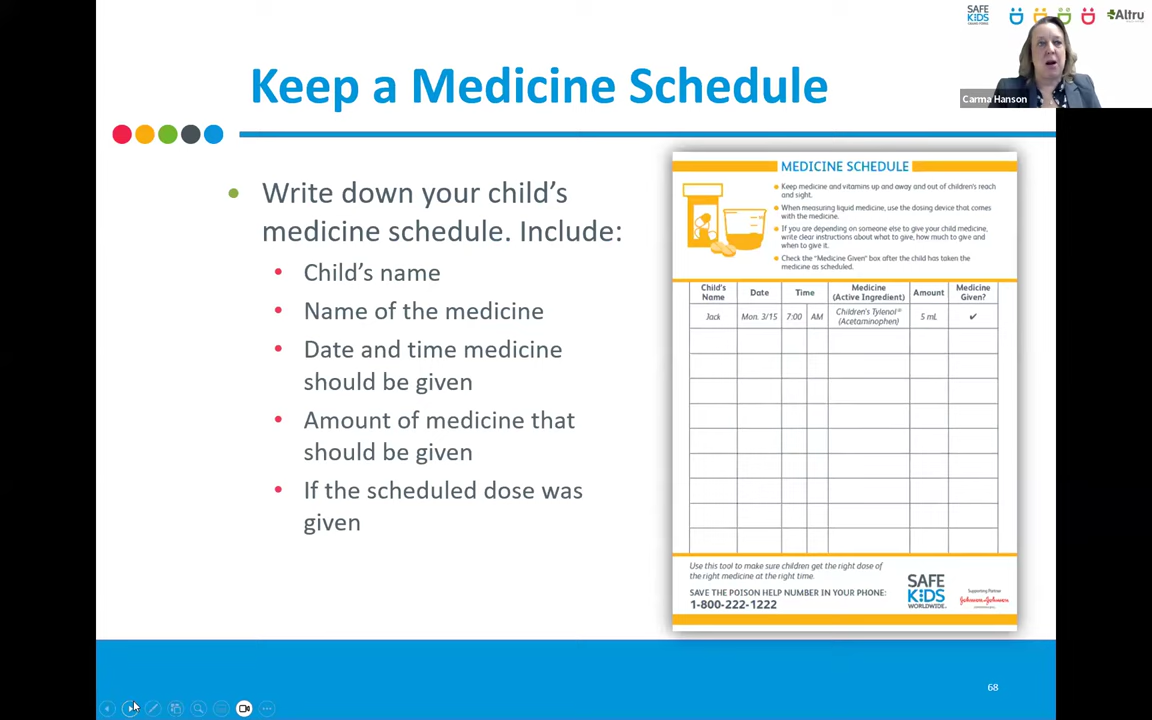 SAFE
KIDS
Altru
Carma Hanson
Keep a Medicine Schedule
• Write down your child's
medicine schedule. Include:
• Child's name
• Name of the medicine
• Date and time medicine
should be given
• Amount of medicine that
should be given
• If the scheduled dose was
given
MEDICINE SCHEDULE
• Keep medicine and vitamins up and away and out of children's reach
and sight.
• When measuring liquid medicine, use the dosing device that comes
with the medicine.
• If you are depending on someone else to give your child medicine,
write clear instructions about what to give, how much to give and
when to give it.
• Check the "Medicine Given" box after the child has taken the
medicine as scheduled.
Child's Name Date Time Medicine (Active Ingredient) Amount Medicine Given?
Jack Mon. 3/15 7:00 AM Children's Tylenol® (Acetaminophen) 5 mL ✔
Use this tool to make sure children get the right dose of
the right medicine at the right time.
SAVE THE POISON HELP NUMBER IN YOUR PHONE:
1-800-222-1222
SAFE
KIDS
WORLDWIDE
Supporting Partner
Johnson & Johnson
68